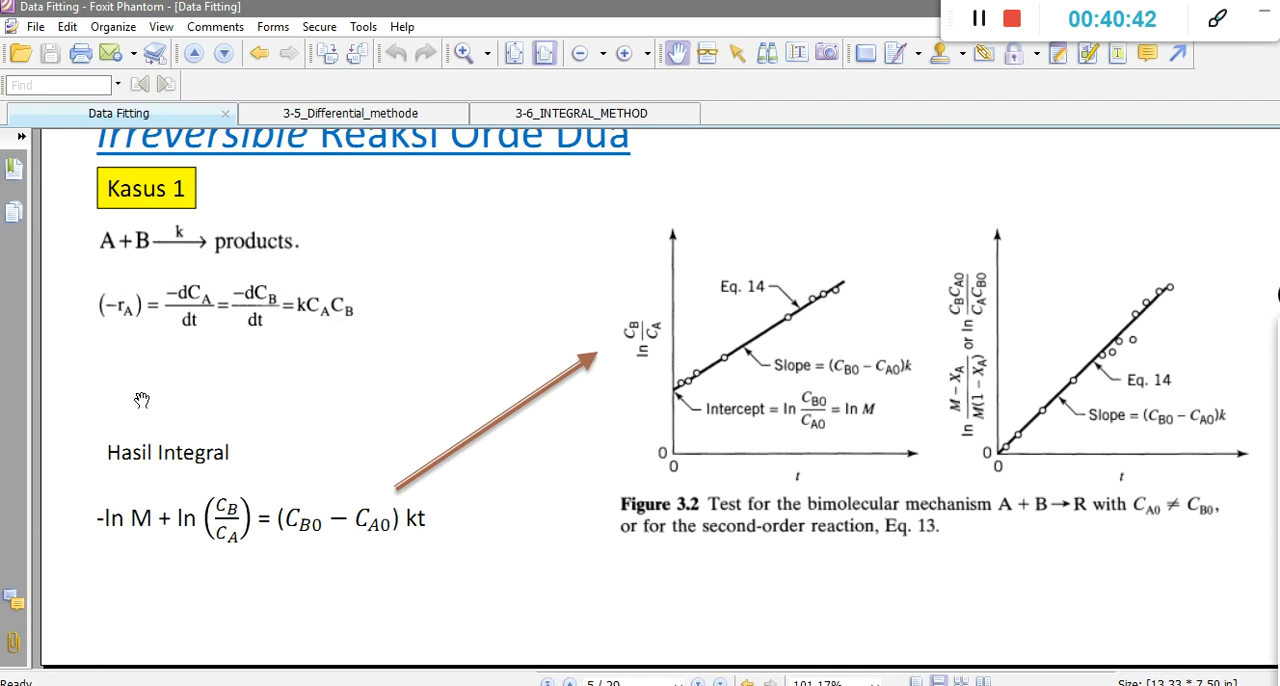 Data Fitting - Foxit Phantom - [Data Fitting]
File Edit View Organize Comments Forms Secure Tools Help
00:40:42
Find
Data Fitting x 3-5_Differential_methode 3-6_INTEGRAL_METHOD
Irreversible Reaksi Orde Dua
Kasus 1
A + B —k→ products.
(-rA) = -dCA/dt = -dCB/dt = kCACB
Hasil Integral
-ln M + ln (CB/CA) = (CB0 − CA0) kt
ln CB/CA
Eq. 14
Slope = (CB0 − CA0)k
Intercept = ln CB0/CA0 = ln M
0
0
t
ln M − XA/M(1 − XA) or ln CBCA0/CACB0
Eq. 14
Slope = (CB0 − CA0)k
0
0
t
Figure 3.2 Test for the bimolecular mechanism A + B → R with CA0 ≠ CB0,
or for the second-order reaction, Eq. 13.
Ready 5 / 29 101.17% Size: [13.33 * 7.50 in]